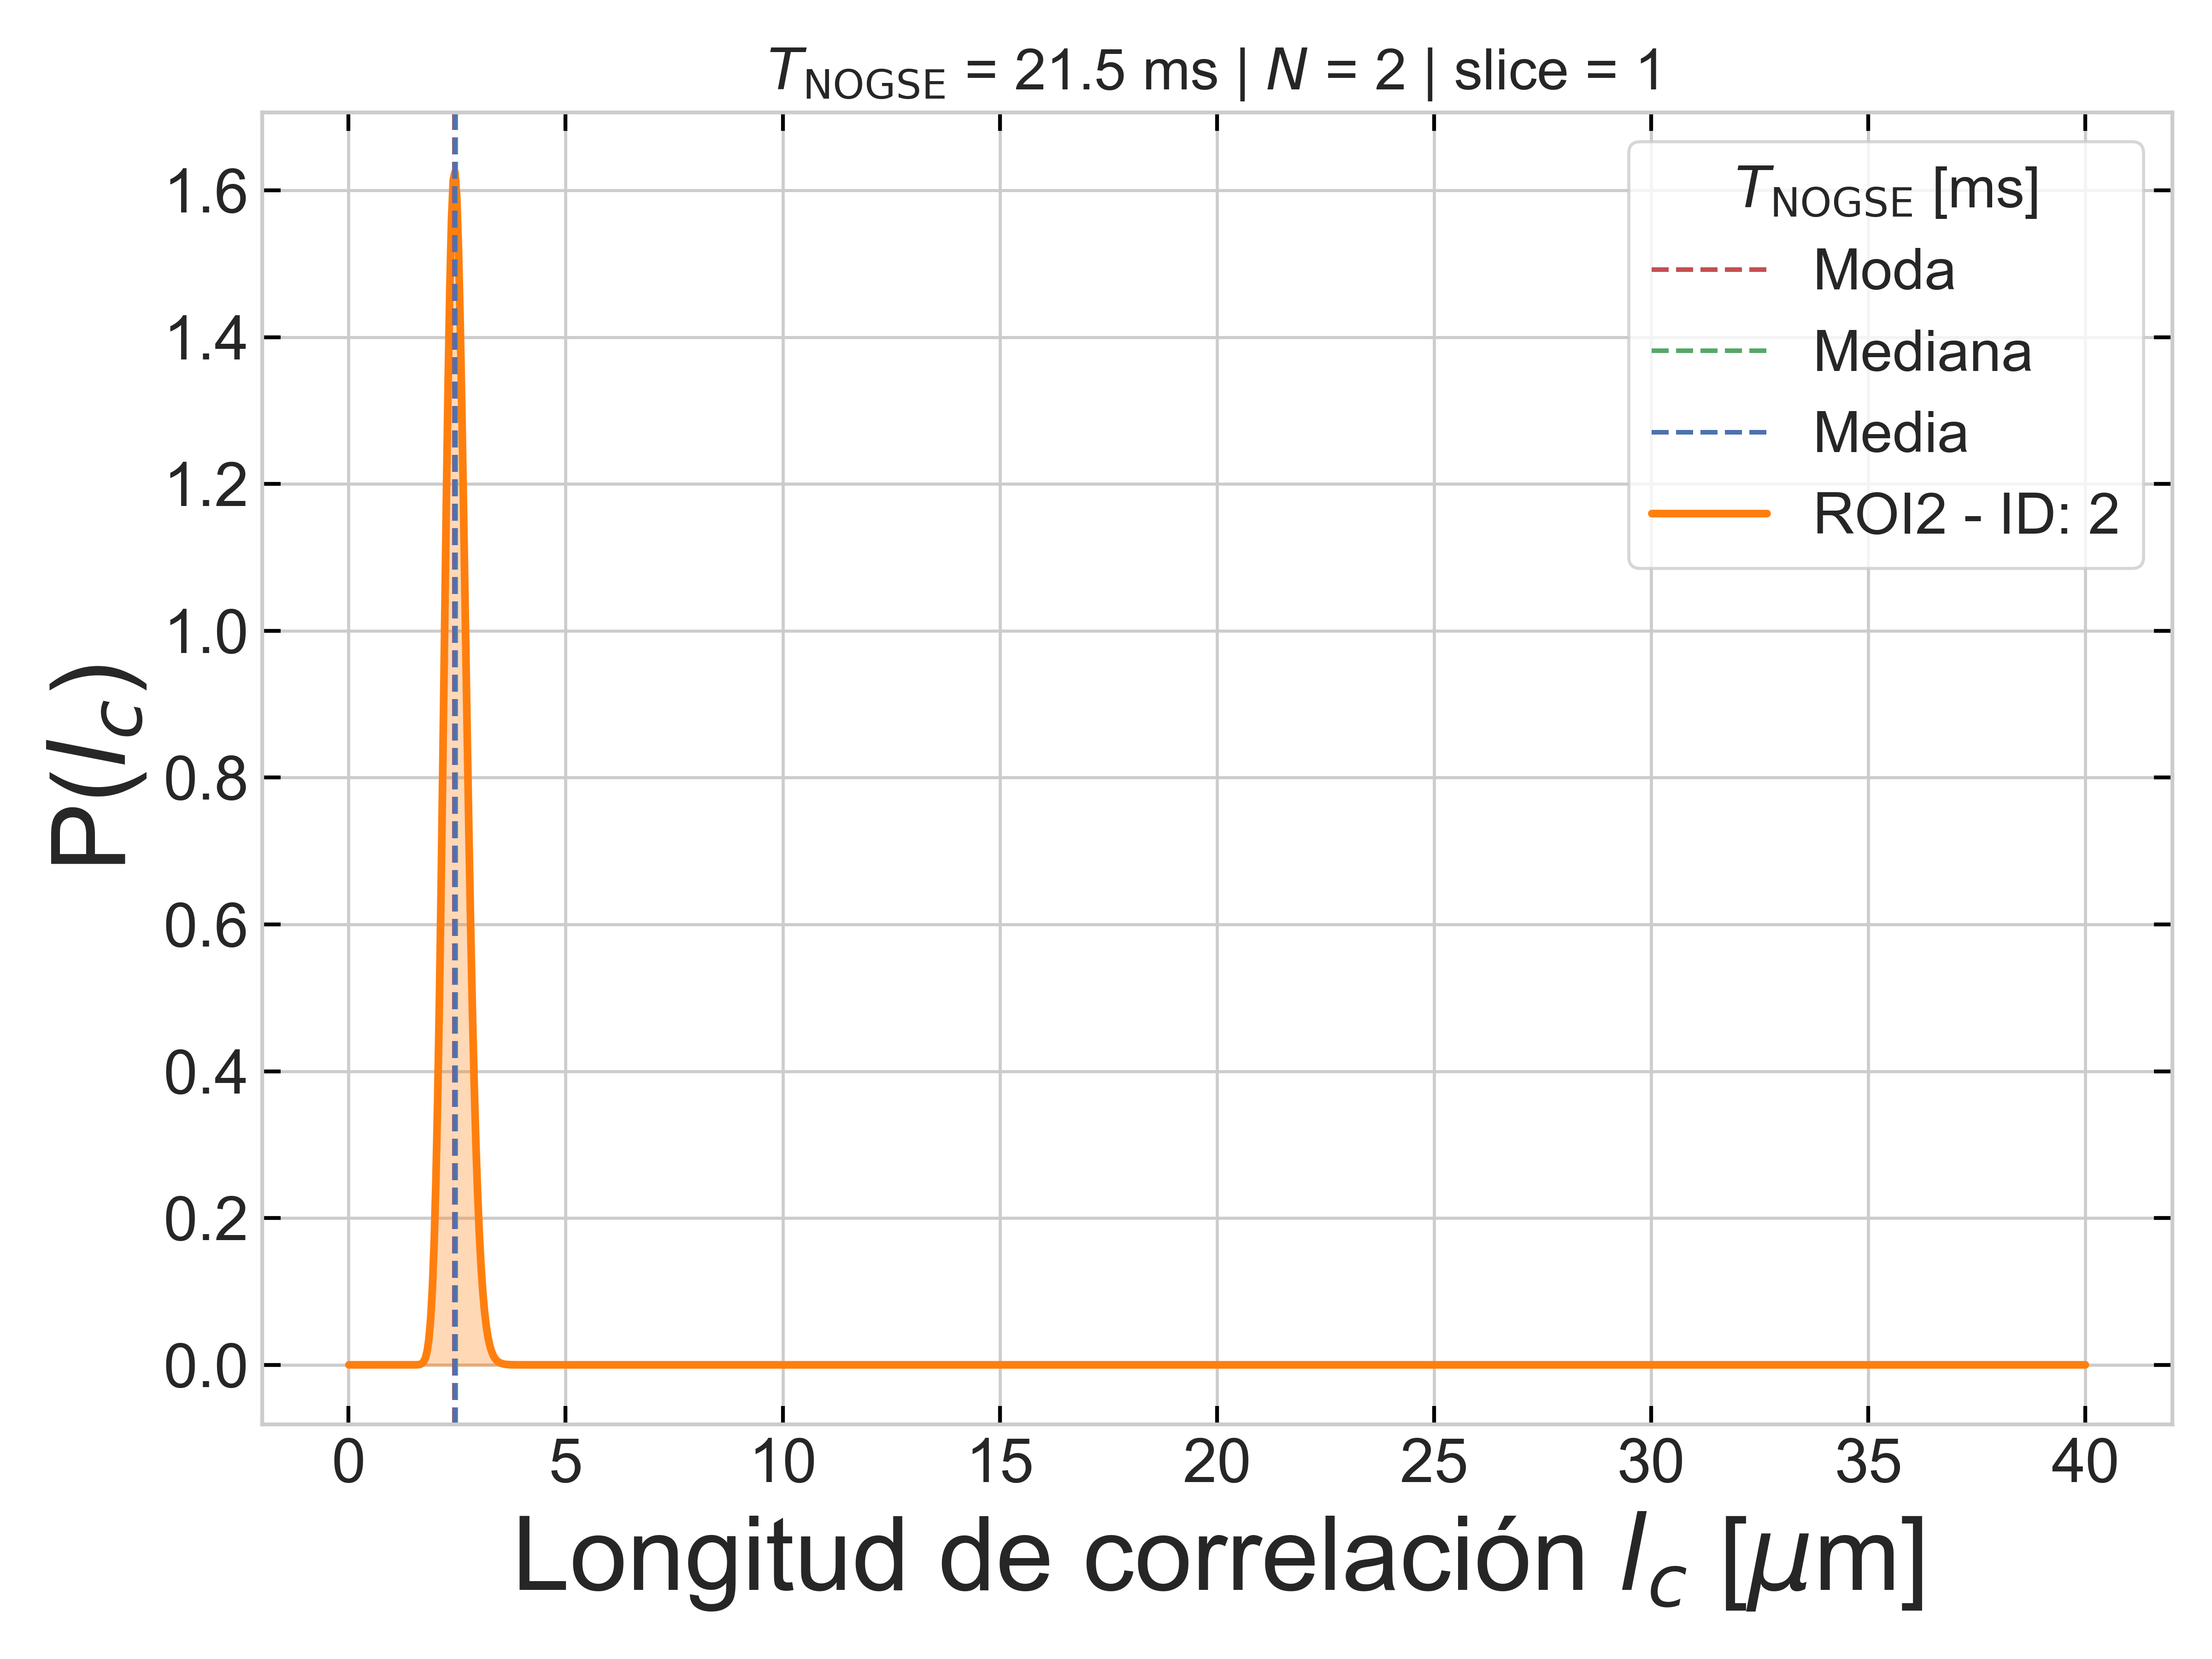 T_NOGSE = 21.5 ms | N = 2 | slice = 1
P(l_c)
1.6
1.4
1.2
1.0
0.8
0.6
0.4
0.2
0.0
T_NOGSE [ms]
Moda
Mediana
Media
ROI2 - ID: 2
0 5 10 15 20 25 30 35 40
Longitud de correlación l_c [μm]